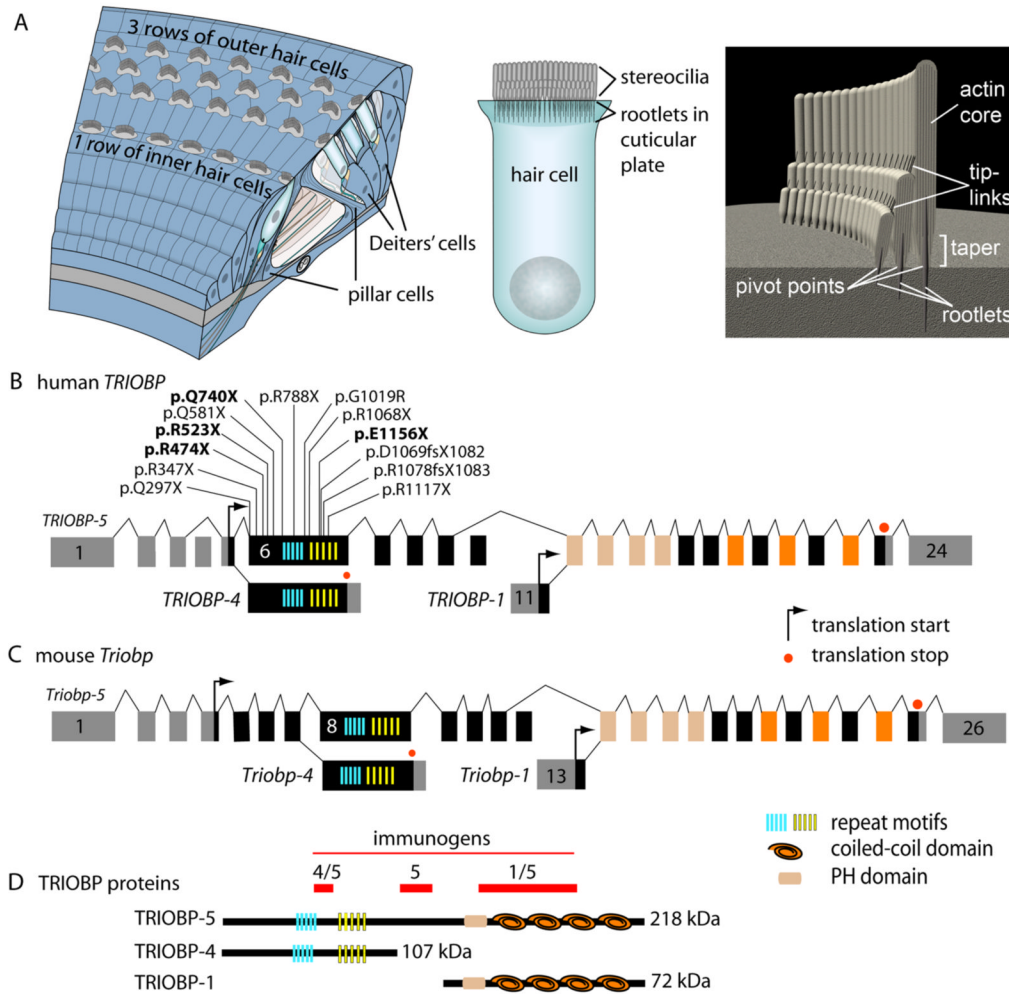 A
3 rows of outer hair cells
1 row of inner hair cells
Deiters' cells
pillar cells
stereocilia
rootlets in
cuticular
plate
hair cell
actin
core
tip-
links
taper
pivot points
rootlets
B human TRIOBP
p.Q740X
p.R788X
p.G1019R
p.Q581X
p.R1068X
p.R523X
p.E1156X
p.R474X
p.D1069fsX1082
p.R347X
p.R1078fsX1083
p.Q297X
p.R1117X
TRIOBP-5
1
6
24
TRIOBP-4
TRIOBP-1
11
translation start
translation stop
C mouse Triobp
Triobp-5
1
8
26
Triobp-4
Triobp-1
13
repeat motifs
coiled-coil domain
PH domain
immunogens
4/5
5
1/5
D TRIOBP proteins
TRIOBP-5
218 kDa
TRIOBP-4
107 kDa
TRIOBP-1
72 kDa